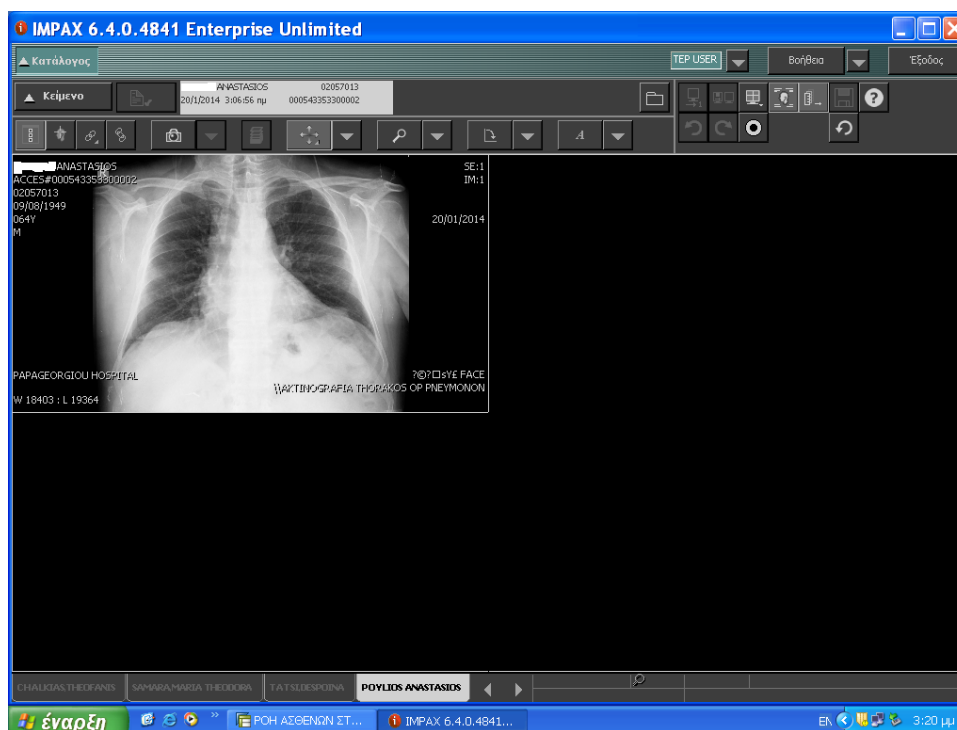 IMPAX 6.4.0.4841 Enterprise Unlimited
Κατάλογος
TEP USER
Βοήθεια
Έξοδος
Κείμενο
ANASTASIOS 02057013
20/1/2014 3:06:56 πμ 000543353300002
A
ANASTASIOS
ACCES#000543353300002
02057013
09/08/1949
064Y
M
SE:1
IM:1
20/01/2014
PAPAGEORGIOU HOSPITAL
W 18403 : L 19364
?©?□sY£ FACE
\\AKTINOGRAFIA THORAKOS OP PNEYMONON
CHALKIAS,THEOFANIS
SAMARA,MARIA THEODORA
TATSI,DESPOINA
POYLIOS ANASTASIOS
έναρξη
»
ΡΟΗ ΑΣΘΕΝΩΝ ΣΤ...
IMPAX 6.4.0.4841...
EN
3:20 μμ